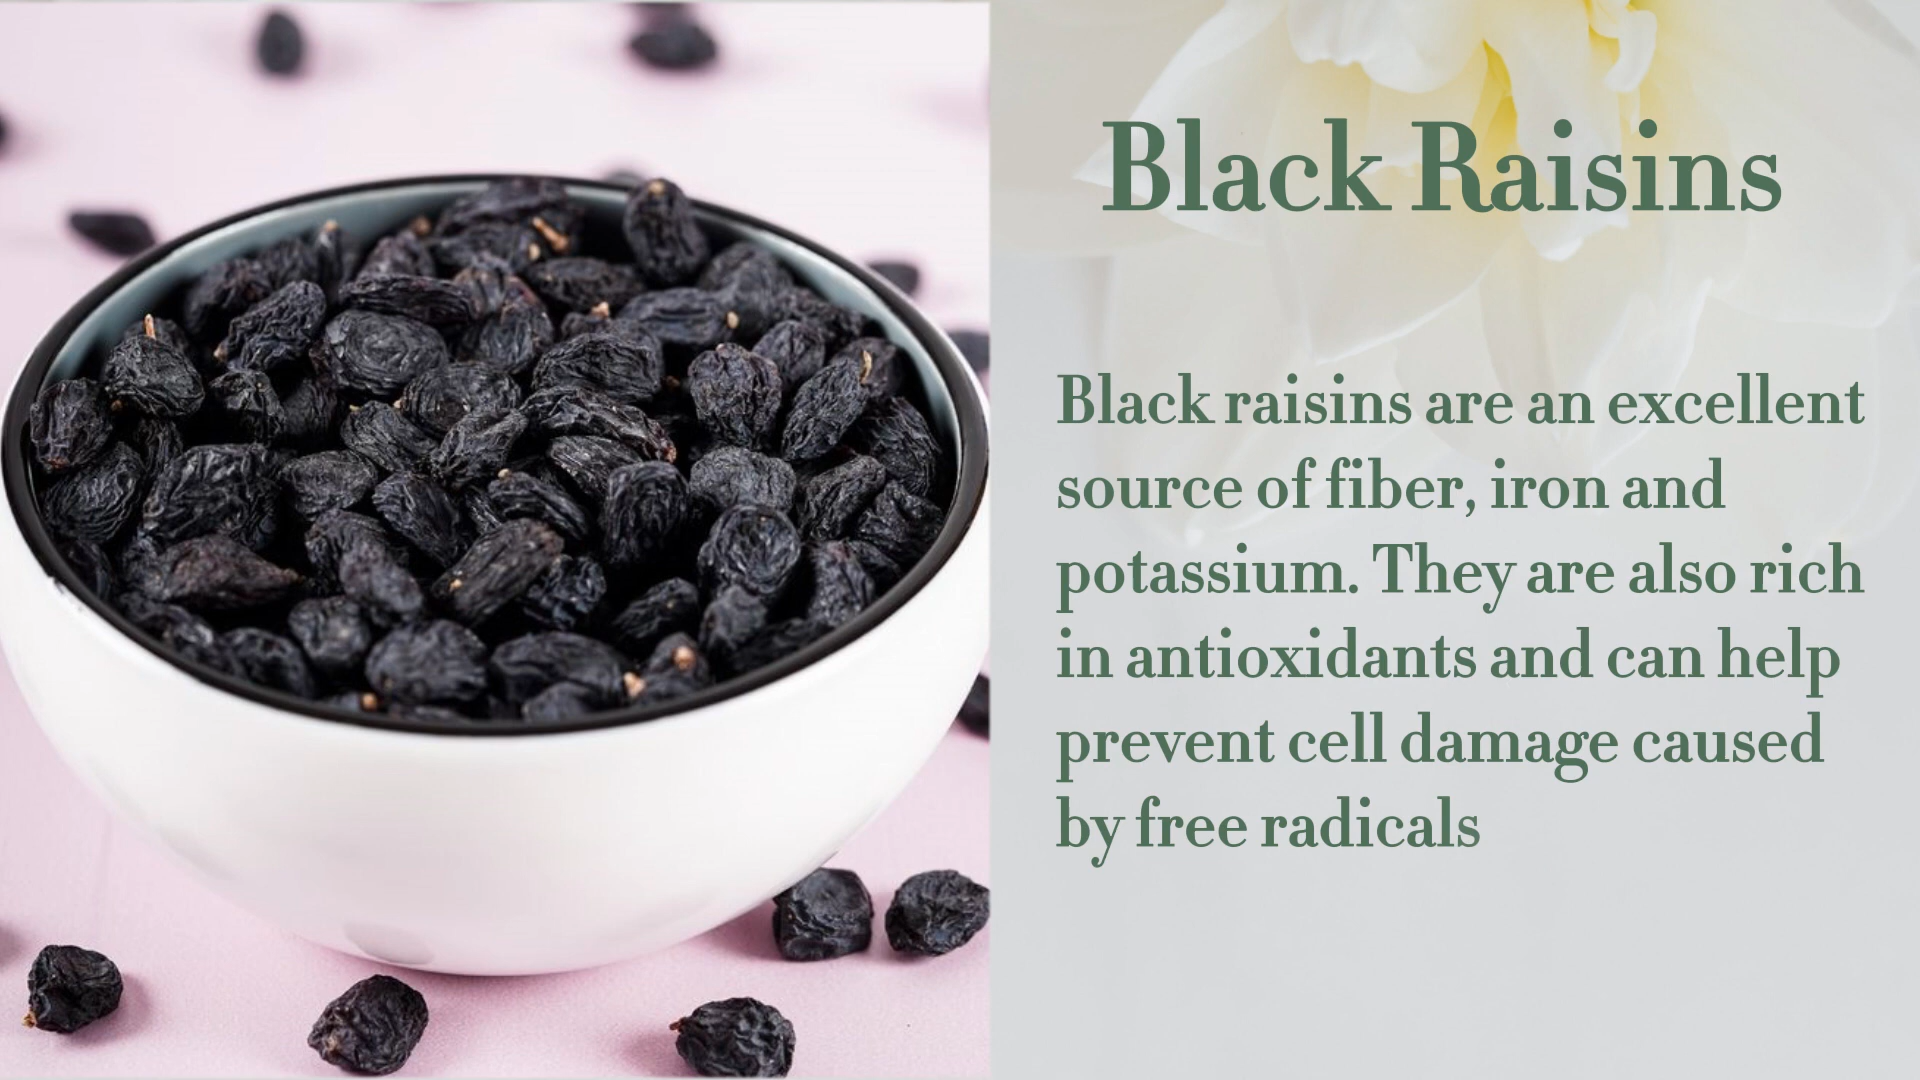 Black Raisins
Black raisins are an excellent
source of fiber, iron and
potassium. They are also rich
in antioxidants and can help
prevent cell damage caused
by free radicals